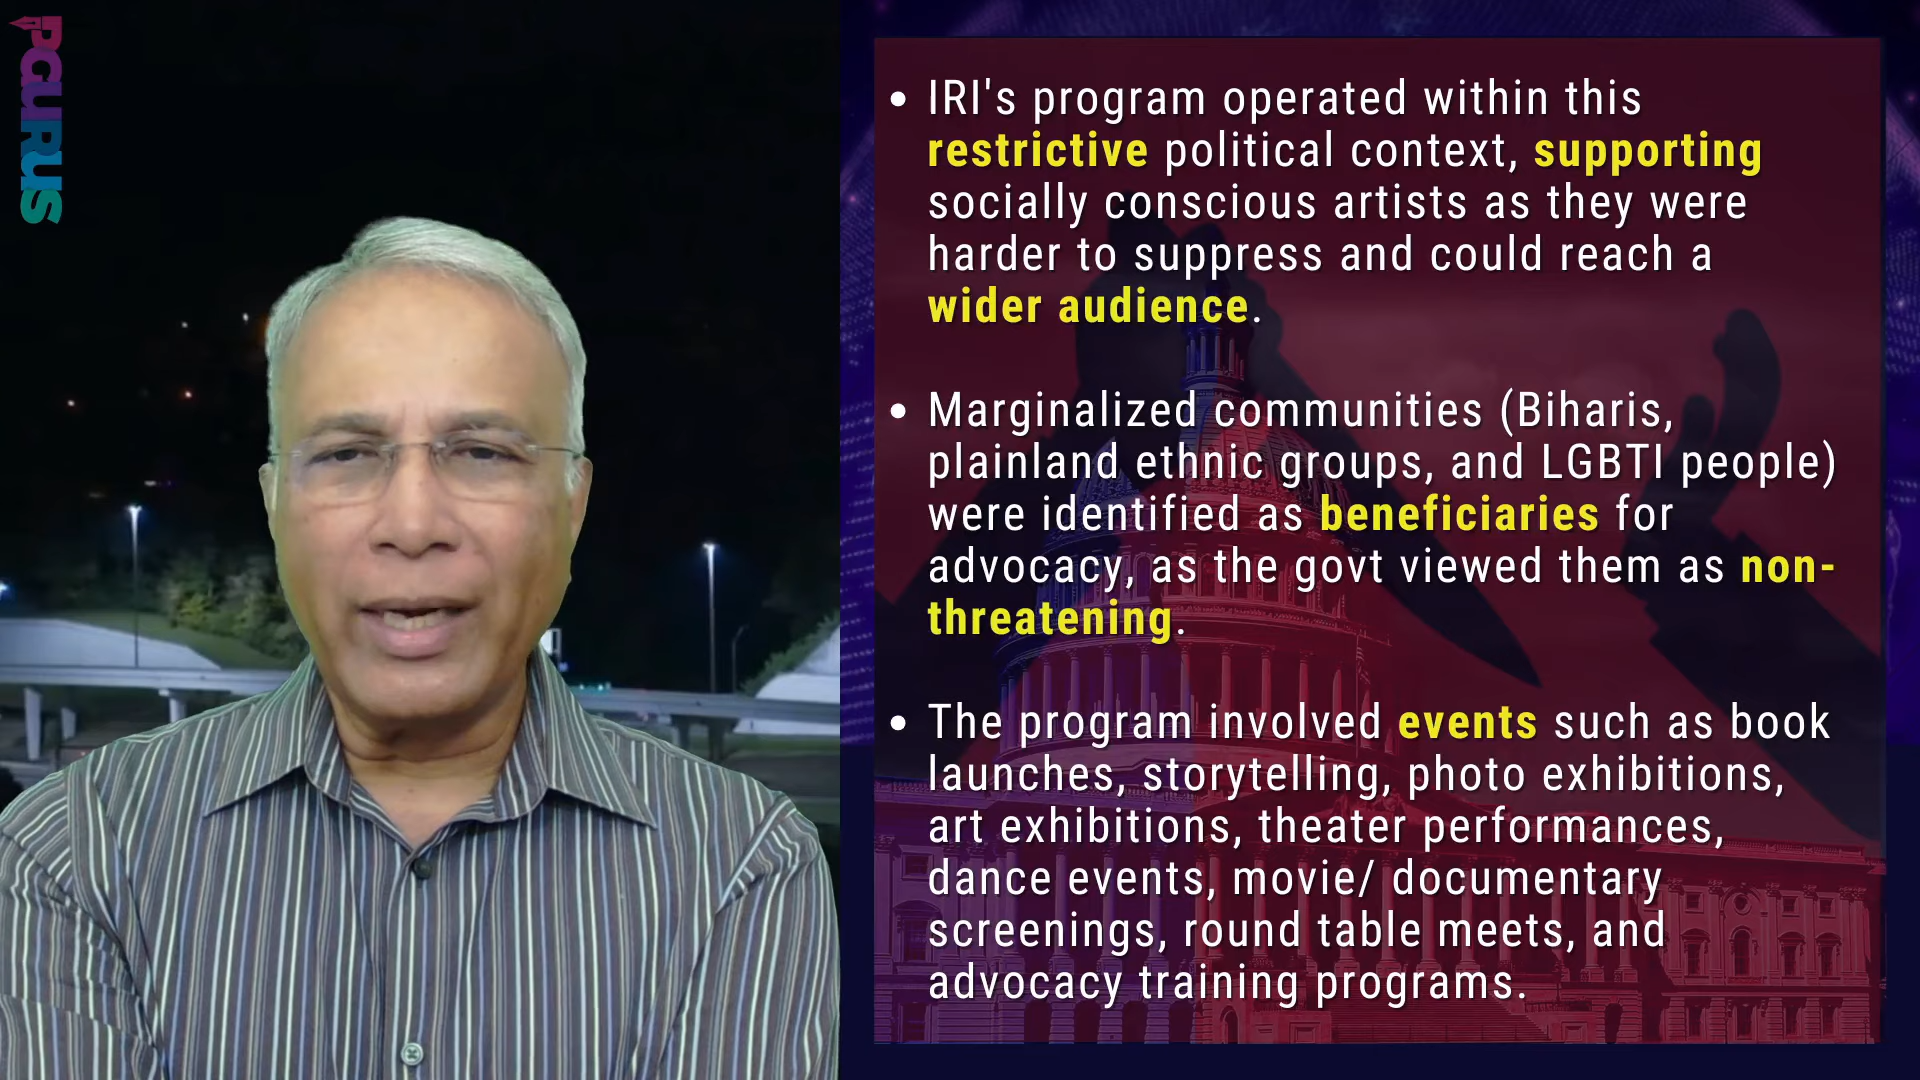 PGURUS
IRI's program operated within this
restrictive political context, supporting
socially conscious artists as they were
harder to suppress and could reach a
wider audience.
Marginalized communities (Biharis,
plainland ethnic groups, and LGBTI people)
were identified as beneficiaries for
advocacy, as the govt viewed them as non-
threatening.
The program involved events such as book
launches, storytelling, photo exhibitions,
art exhibitions, theater performances,
dance events, movie/ documentary
screenings, round table meets, and
advocacy training programs.